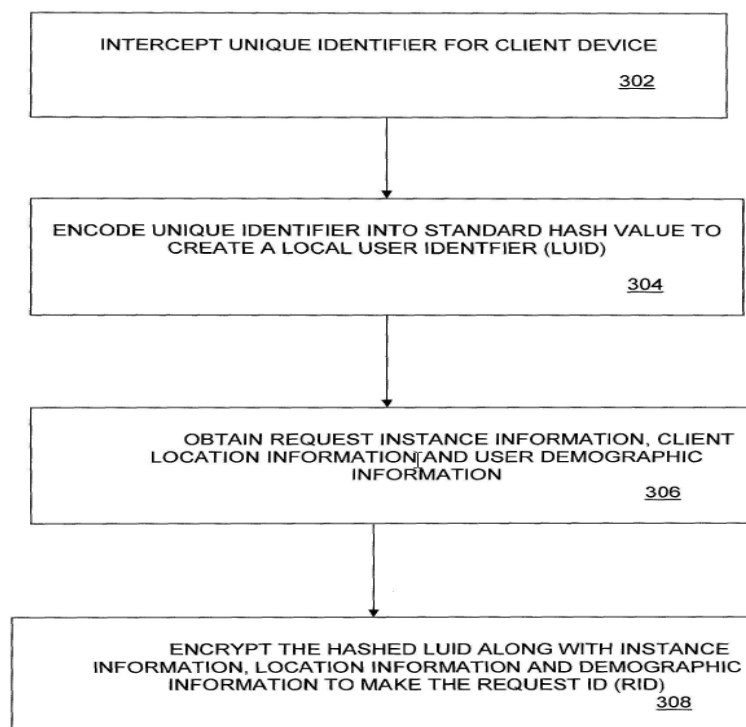 INTERCEPT UNIQUE IDENTIFIER FOR CLIENT DEVICE
302
ENCODE UNIQUE IDENTIFIER INTO STANDARD HASH VALUE TO
CREATE A LOCAL USER IDENTFIER (LUID)
304
OBTAIN REQUEST INSTANCE INFORMATION, CLIENT
LOCATION INFORMATION AND USER DEMOGRAPHIC
INFORMATION
306
ENCRYPT THE HASHED LUID ALONG WITH INSTANCE
INFORMATION, LOCATION INFORMATION AND DEMOGRAPHIC
INFORMATION TO MAKE THE REQUEST ID (RID)
308